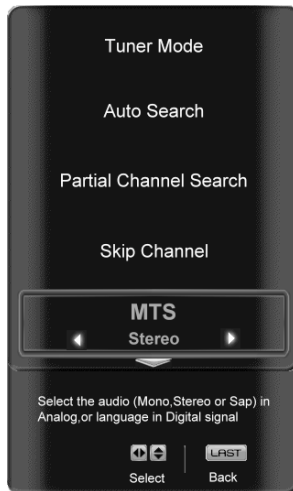 Tuner Mode
Auto Search
Partial Channel Search
Skip Channel
MTS
Stereo
Select the audio (Mono,Stereo or Sap) in
Analog,or language in Digital signal
LAST
Select Back